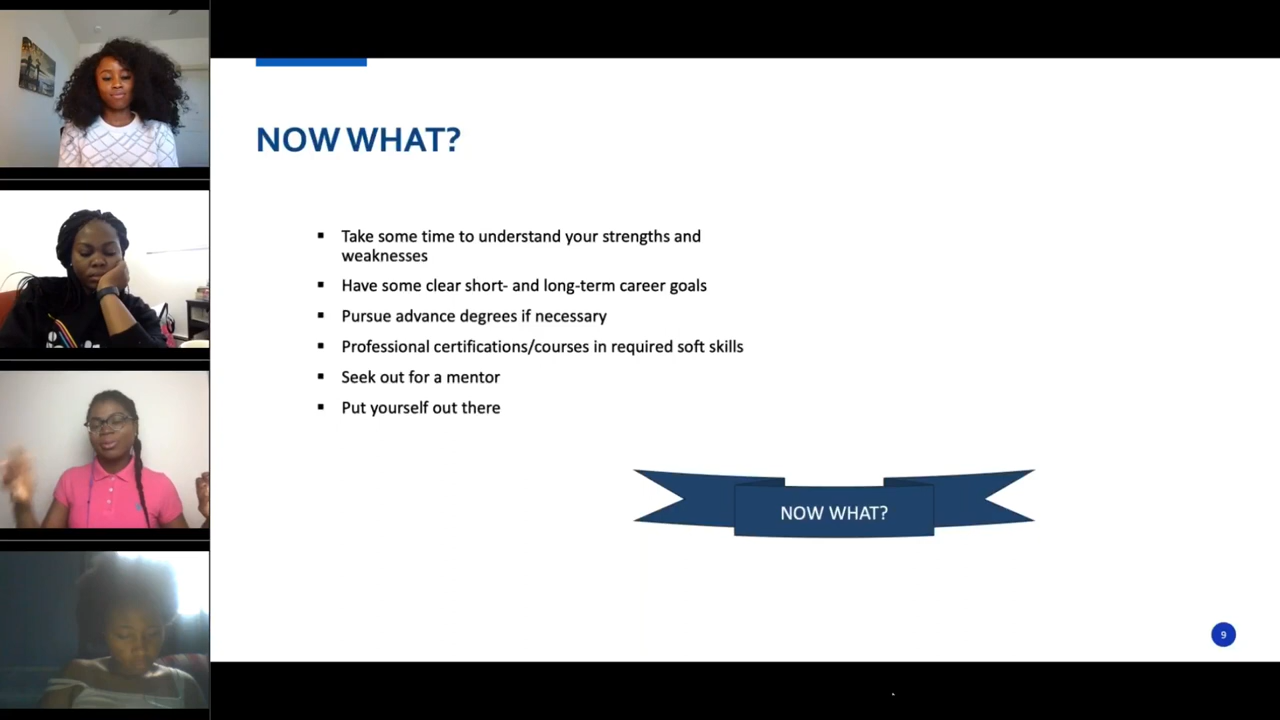 NOW WHAT?
▪ Take some time to understand your strengths and
weaknesses
▪ Have some clear short- and long-term career goals
▪ Pursue advance degrees if necessary
▪ Professional certifications/courses in required soft skills
▪ Seek out for a mentor
▪ Put yourself out there
NOW WHAT?
9